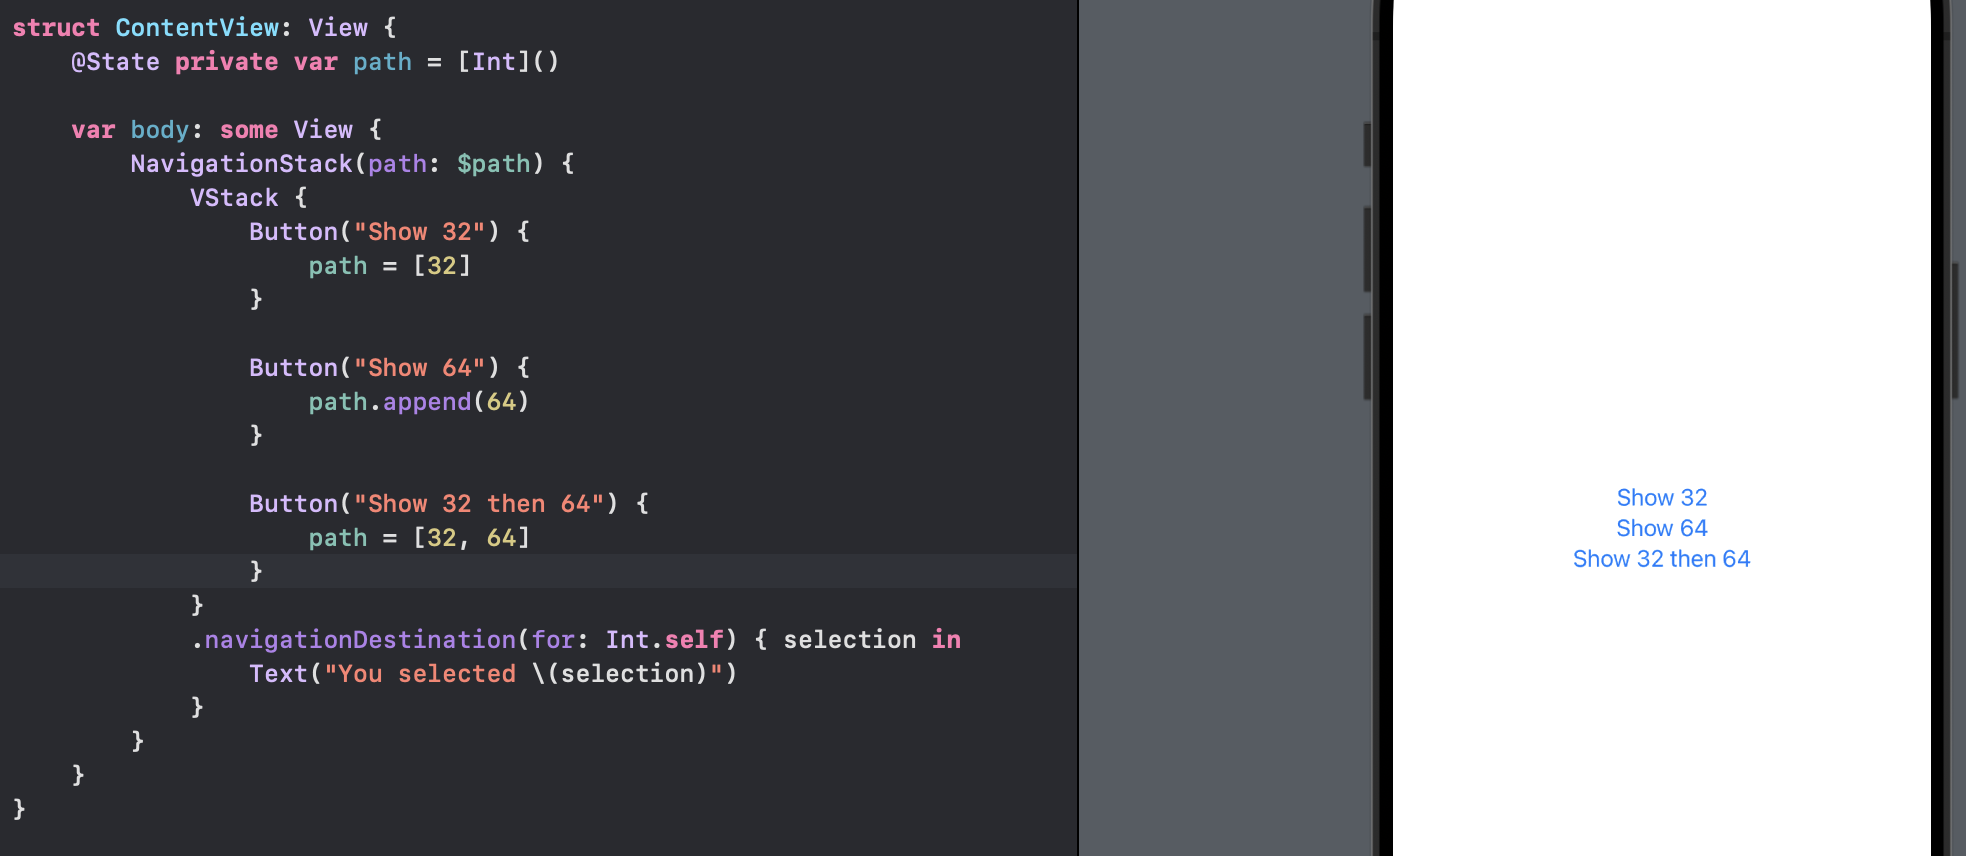 struct ContentView: View {
    @State private var path = [Int]()

    var body: some View {
        NavigationStack(path: $path) {
            VStack {
                Button("Show 32") {
                    path = [32]
                }

                Button("Show 64") {
                    path.append(64)
                }

                Button("Show 32 then 64") {
                    path = [32, 64]
                }
            }
            .navigationDestination(for: Int.self) { selection in
                Text("You selected \(selection)")
            }
        }
    }
}
Show 32
Show 64
Show 32 then 64